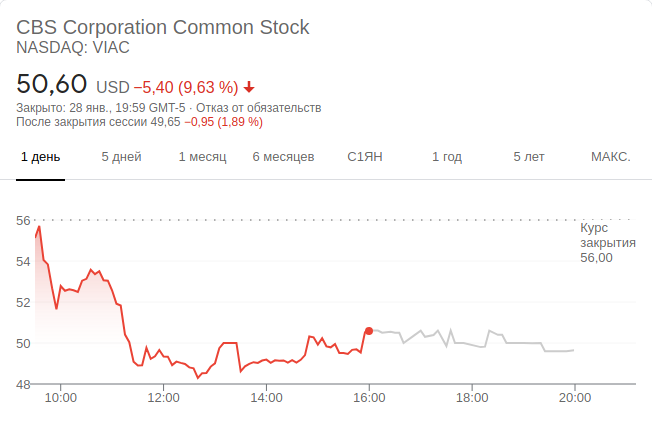 CBS Corporation Common Stock
NASDAQ: VIAC
50,60 USD −5,40 (9,63 %)
Закрыто: 28 янв., 19:59 GMT-5 · Отказ от обязательств
После закрытия сессии 49,65 −0,95 (1,89 %)
1 день 5 дней 1 месяц 6 месяцев С1ЯН 1 год 5 лет МАКС.
56
Курс
закрытия
56,00
54
52
50
48
10:00 12:00 14:00 16:00 18:00 20:00